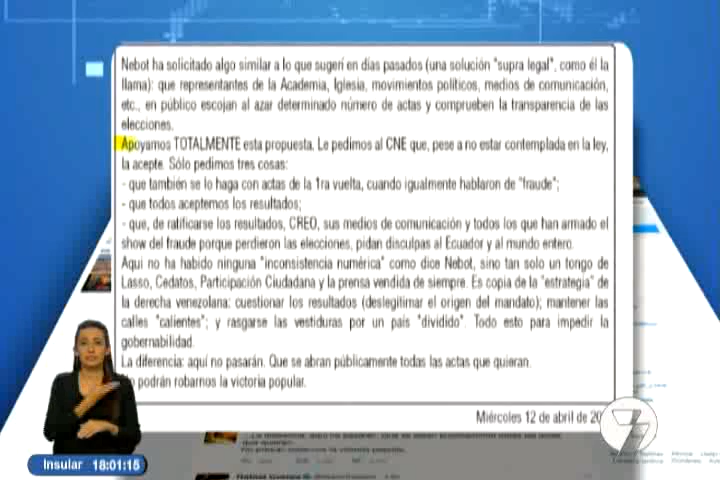 Nebot ha solicitado algo similar a lo que sugerí en días pasados (una solución "supra legal", como él la
llama): que representantes de la Academia, Iglesia, movimientos políticos, medios de comunicación,
etc., en público escojan al azar determinado número de actas y comprueben la transparencia de las
elecciones.
Apoyamos TOTALMENTE esta propuesta. Le pedimos al CNE que, pese a no estar contemplada en la ley,
la acepte. Sólo pedimos tres cosas:
- que también se lo haga con actas de la 1ra vuelta, cuando igualmente hablaron de "fraude";
- que todos aceptemos los resultados;
- que, de ratificarse los resultados, CREO, sus medios de comunicación y todos los que han armado el
show del fraude porque perdieron las elecciones, pidan disculpas al Ecuador y al mundo entero.
Aquí no ha habido ninguna "inconsistencia numérica" como dice Nebot, sino tan solo un tongo de
Lasso, Cedatos, Participación Ciudadana y la prensa vendida de siempre. Es copia de la "estrategia" de
la derecha venezolana: cuestionar los resultados (deslegitimar el origen del mandato); mantener las
calles "calientes"; y rasgarse las vestiduras por un país "dividido". Todo esto para impedir la
gobernabilidad.
La diferencia: aquí no pasarán. Que se abran públicamente todas las actas que quieran.
podrán robarnos la victoria popular.
Miércoles 12 de abril de 20
7
Insular 18:01:15